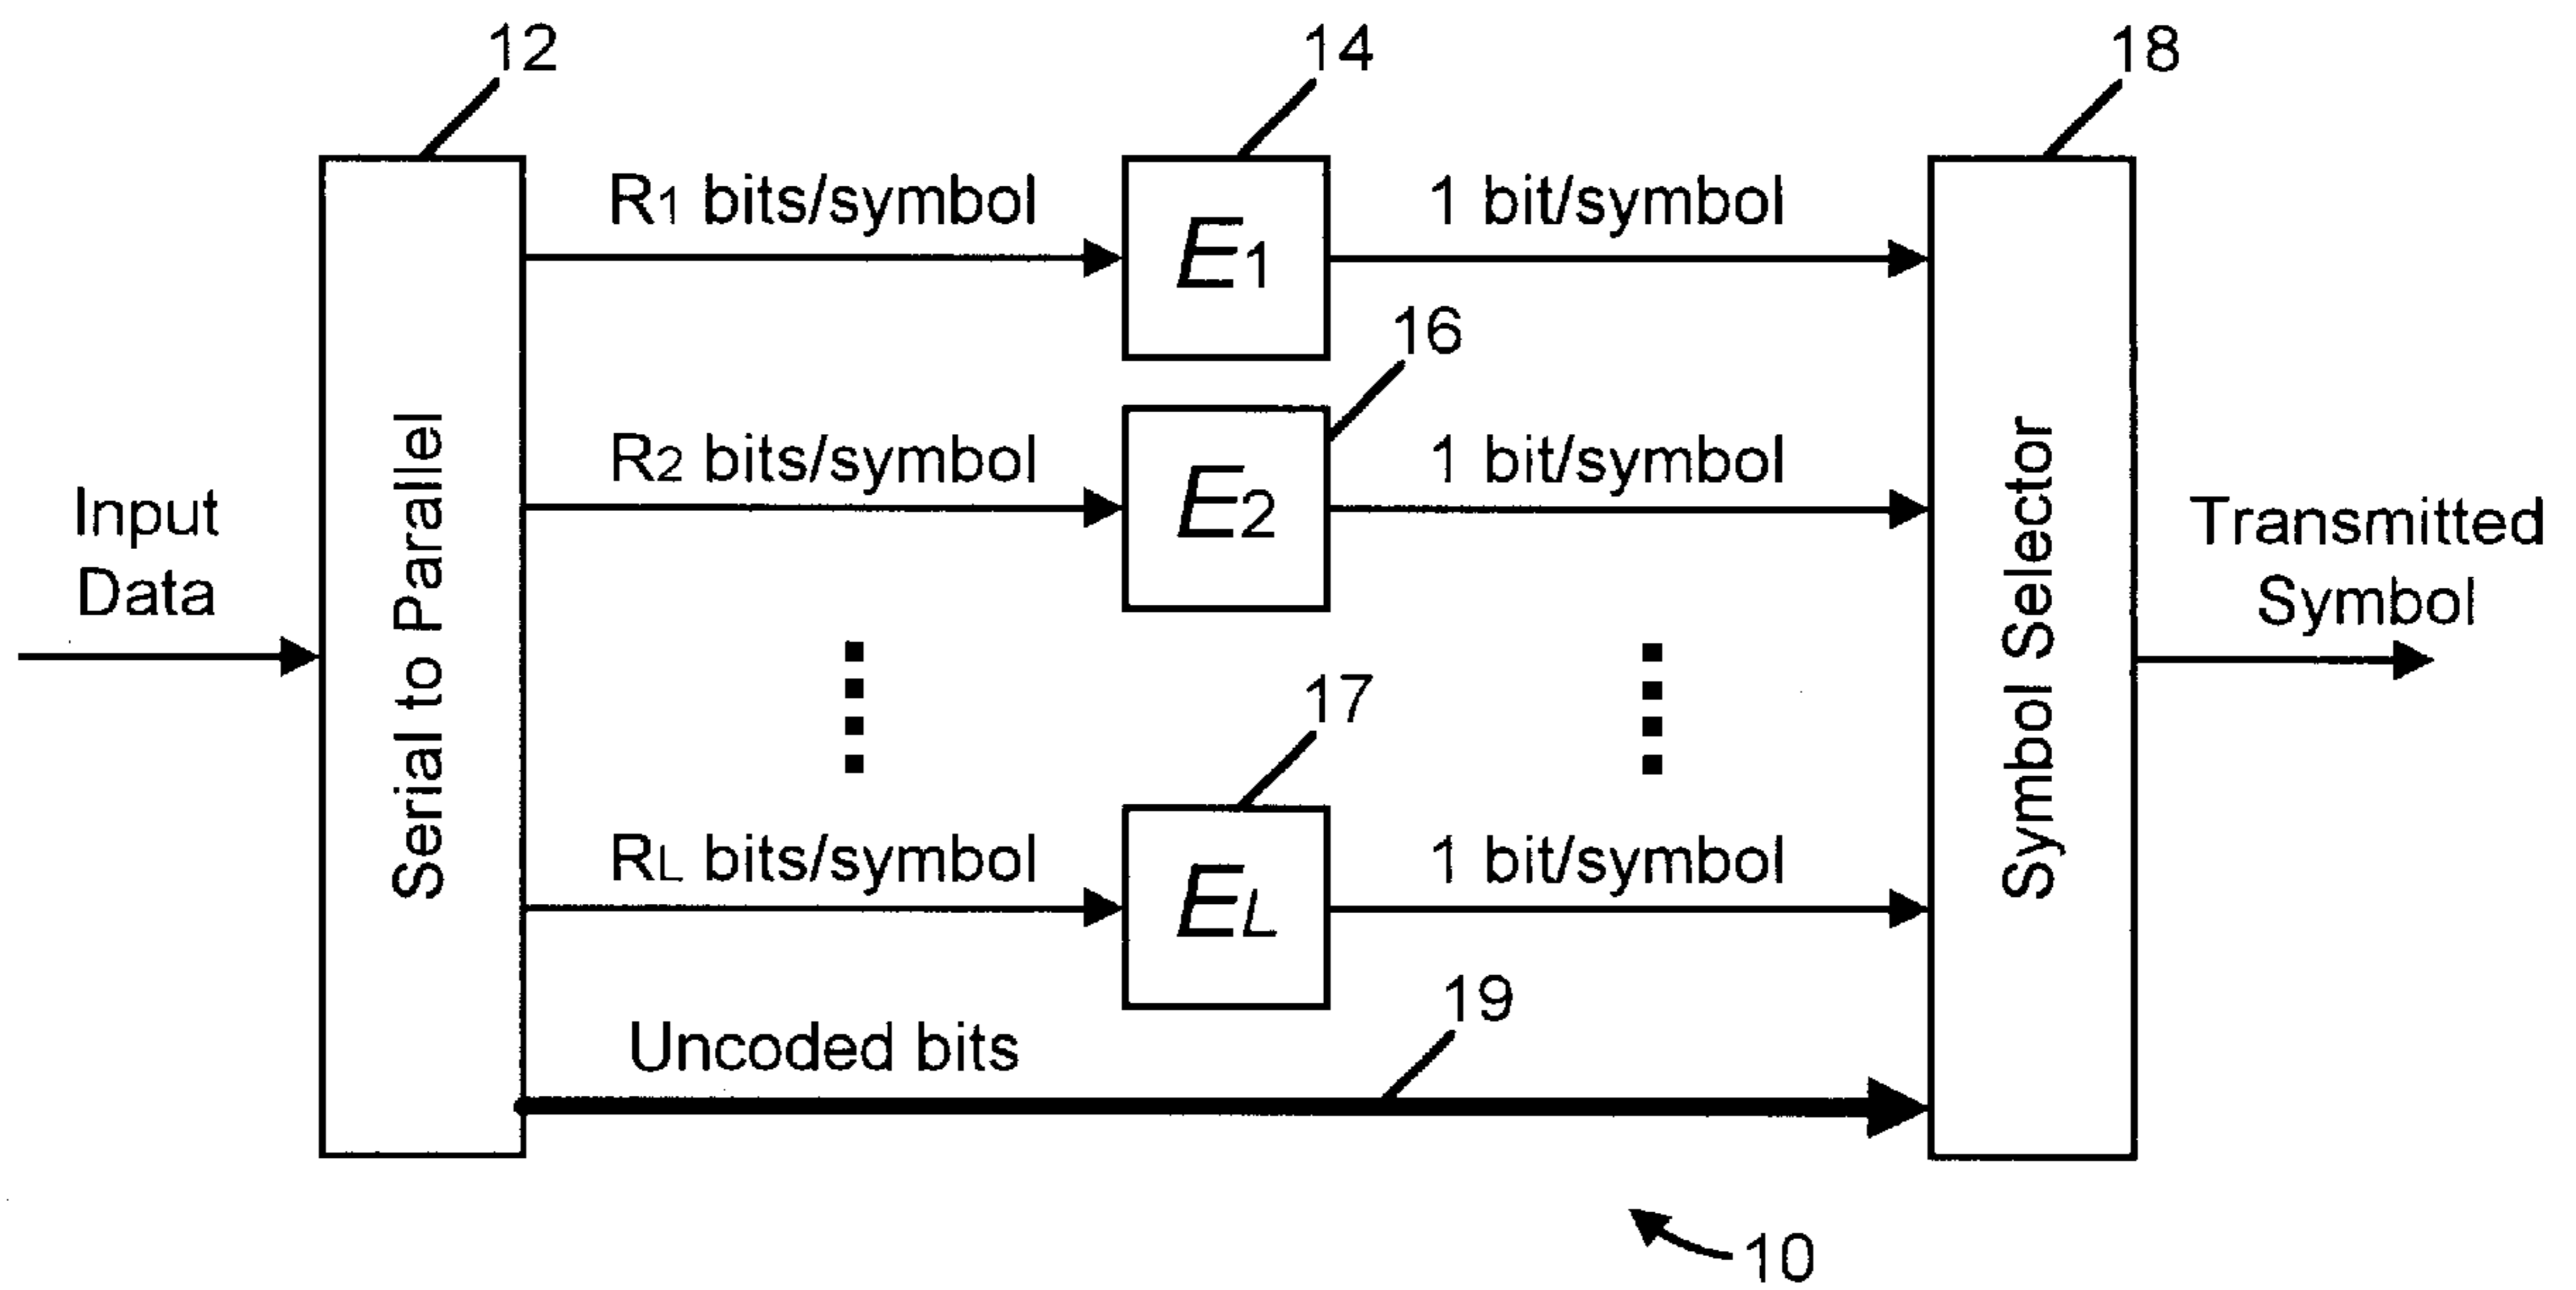 12
14
18
R1 bits/symbol
E1
1 bit/symbol
16
R2 bits/symbol
E2
1 bit/symbol
Input
Data
Serial to Parallel
Symbol Selector
Transmitted
Symbol
17
RL bits/symbol
EL
1 bit/symbol
19
Uncoded bits
10